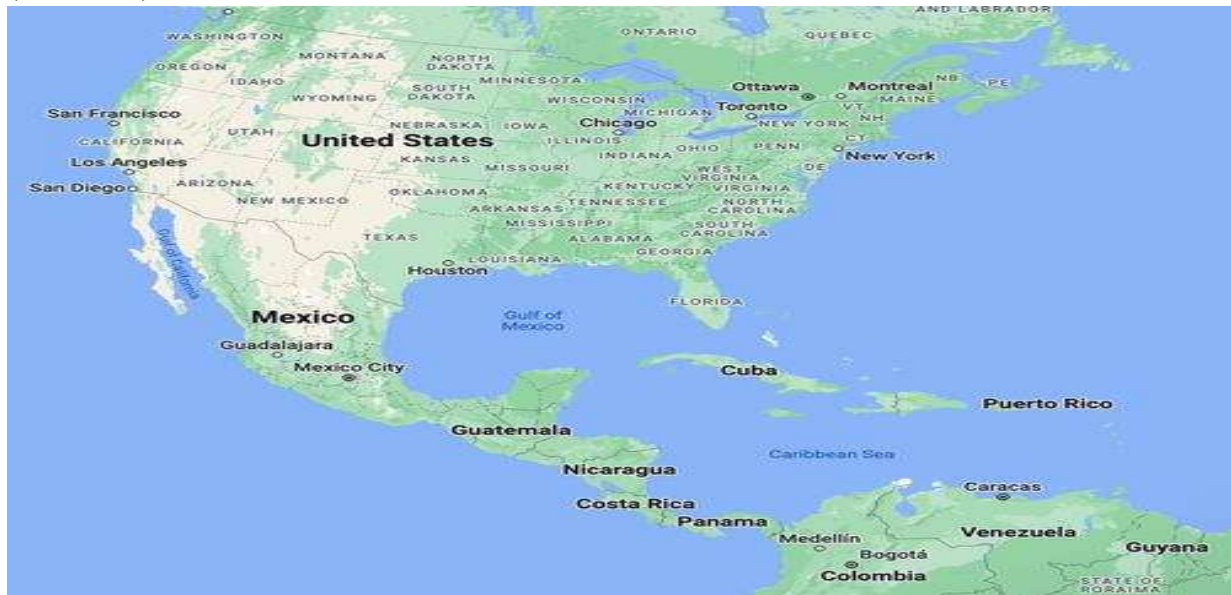 AND LABRADOR
WASHINGTON
ONTARIO
QUEBEC
MONTANA
NORTH
DAKOTA
OREGON
IDAHO
MINNESOTA
NB
PE
SOUTH
DAKOTA
Ottawa
Montreal
WYOMING
WISCONSIN
MAINE
San Francisco
MICHIGAN
Toronto
VT
NH
NEBRASKA
IOWA
Chicago
NEW YORK
UTAH
United States
CALIFORNIA
ILLINOIS
CT
OHIO
PENN
INDIANA
New York
Los Angeles
KANSAS
MISSOURI
WEST
VIRGINIA
DE
San Diego
ARIZONA
OKLAHOMA
KENTUCKY
VIRGINIA
NEW MEXICO
TENNESSEE
NORTH
CAROLINA
ARKANSAS
MISSISSIPPI
SOUTH
CAROLINA
TEXAS
ALABAMA
GEORGIA
LOUISIANA
Gulf of California
Houston
FLORIDA
Mexico
Gulf of
Mexico
Guadalajara
Mexico City
Cuba
Puerto Rico
Guatemala
Caribbean Sea
Nicaragua
Caracas
Costa Rica
Panama
Venezuela
Medellín
Guyana
Bogotá
Colombia
STATE OF
RORAIMA